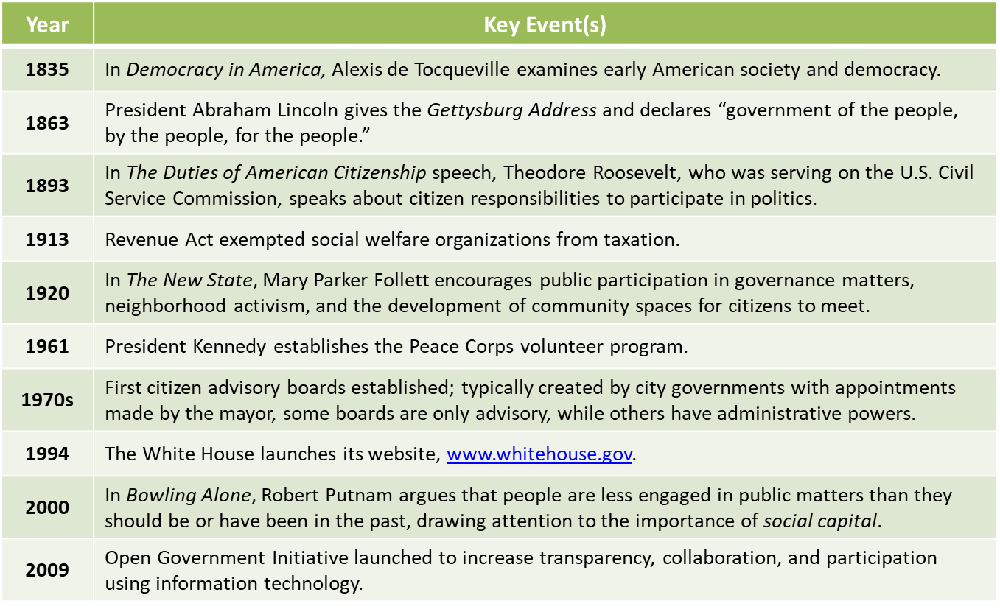 Year Key Event(s)
1835 In Democracy in America, Alexis de Tocqueville examines early American society and democracy.
1863 President Abraham Lincoln gives the Gettysburg Address and declares “government of the people,
by the people, for the people.”
1893 In The Duties of American Citizenship speech, Theodore Roosevelt, who was serving on the U.S. Civil
Service Commission, speaks about citizen responsibilities to participate in politics.
1913 Revenue Act exempted social welfare organizations from taxation.
1920 In The New State, Mary Parker Follett encourages public participation in governance matters,
neighborhood activism, and the development of community spaces for citizens to meet.
1961 President Kennedy establishes the Peace Corps volunteer program.
1970s First citizen advisory boards established; typically created by city governments with appointments
made by the mayor, some boards are only advisory, while others have administrative powers.
1994 The White House launches its website, www.whitehouse.gov.
2000 In Bowling Alone, Robert Putnam argues that people are less engaged in public matters than they
should be or have been in the past, drawing attention to the importance of social capital.
2009 Open Government Initiative launched to increase transparency, collaboration, and participation
using information technology.